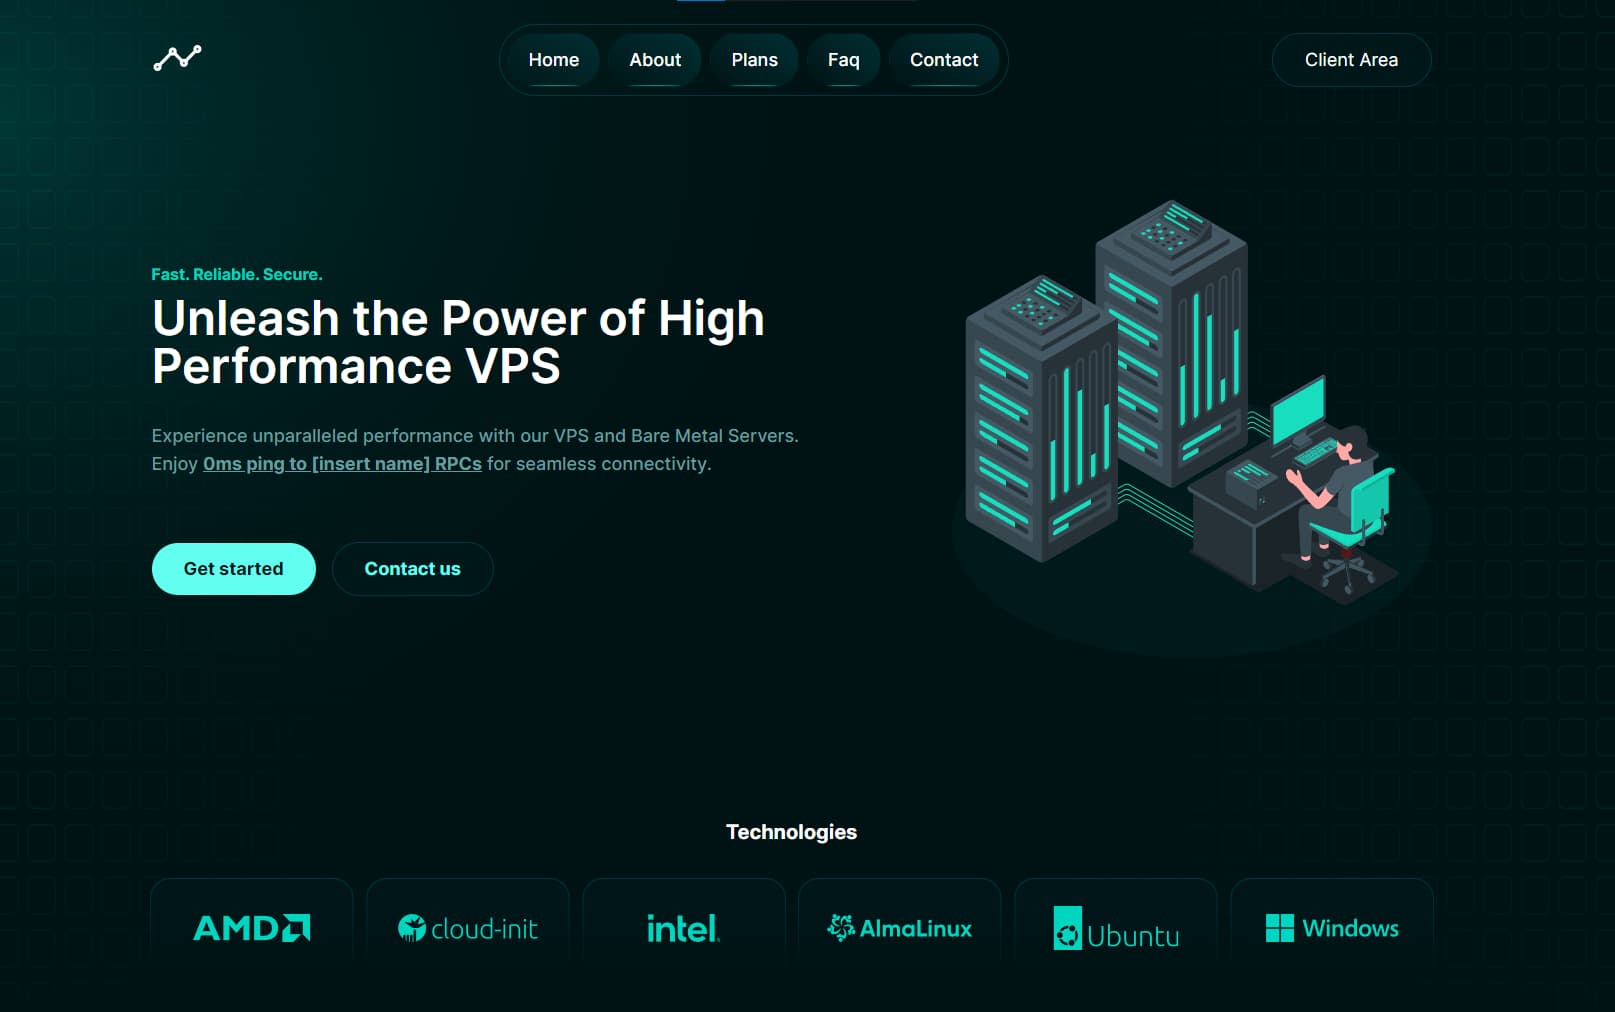 Home
About
Plans
Faq
Contact
Client Area
Fast. Reliable. Secure.
Unleash the Power of High
Performance VPS
Experience unparalleled performance with our VPS and Bare Metal Servers.
Enjoy 0ms ping to [insert name] RPCs for seamless connectivity.
Get started
Contact us
Technologies
AMD
cloud-init
intel.
AlmaLinux
Ubuntu
Windows